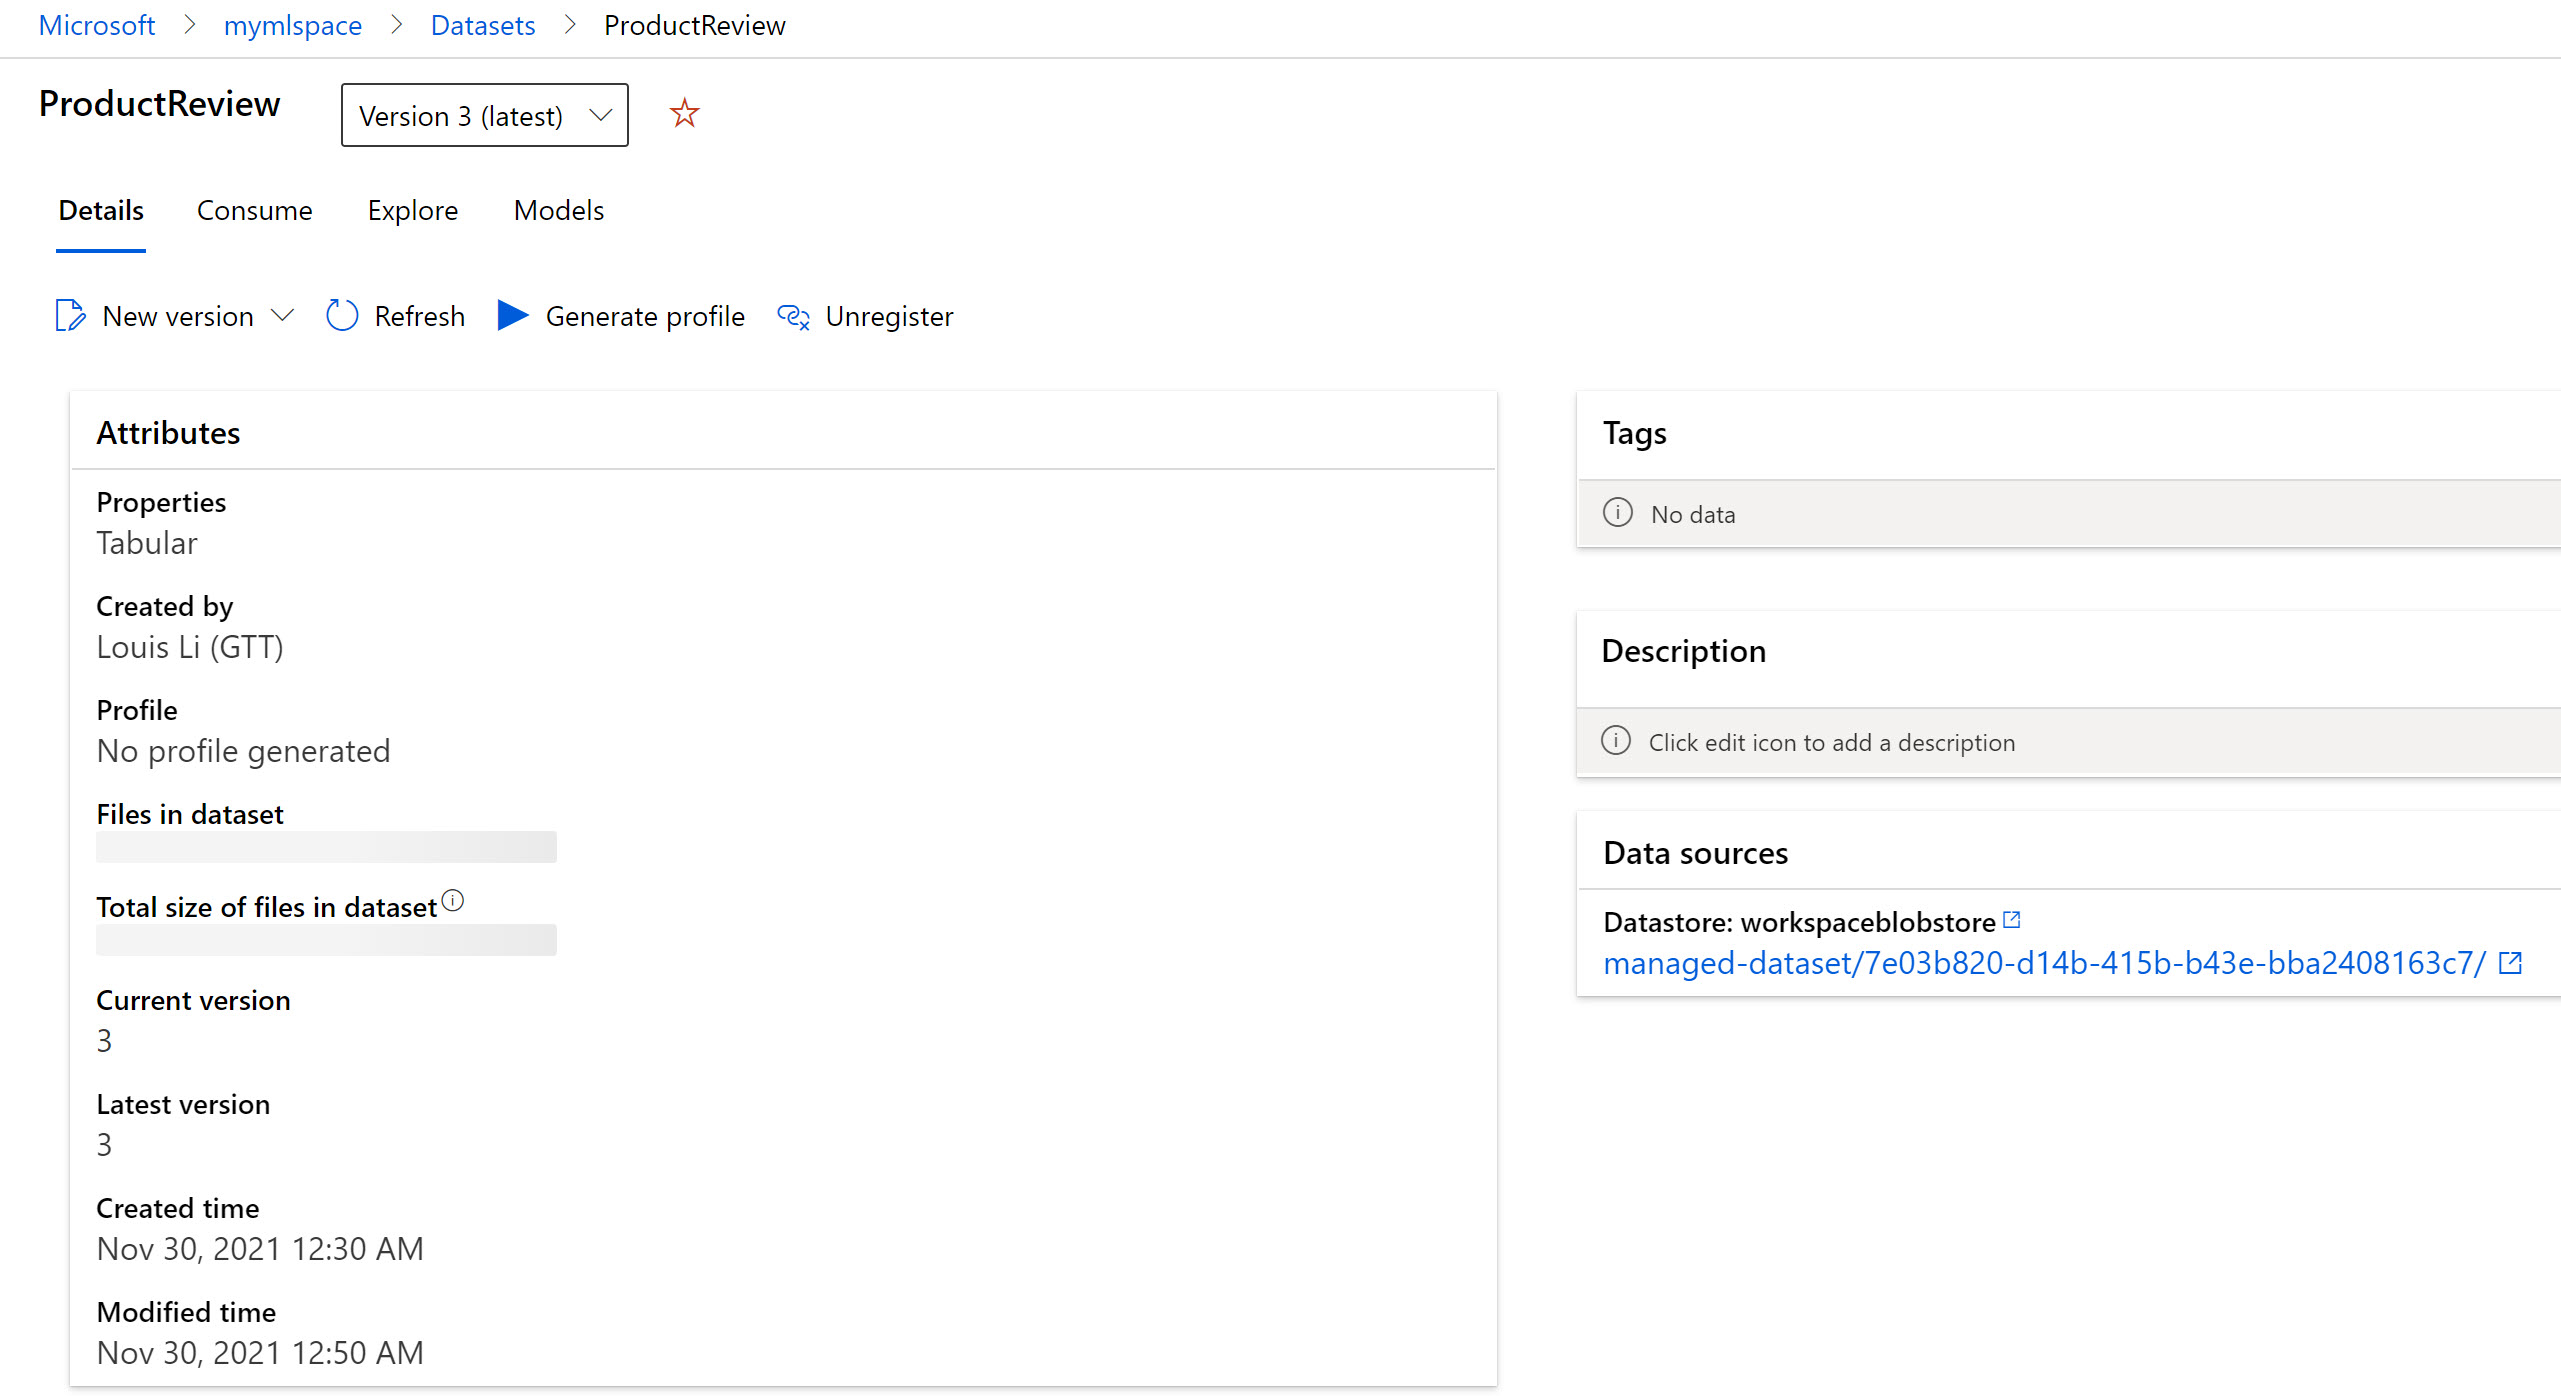 Microsoft > mymlspace > Datasets > ProductReview
ProductReview Version 3 (latest)
Details Consume Explore Models
New version Refresh Generate profile Unregister
Attributes
Properties
Tabular
Created by
Louis Li (GTT)
Profile
No profile generated
Files in dataset
Total size of files in dataset
Current version
3
Latest version
3
Created time
Nov 30, 2021 12:30 AM
Modified time
Nov 30, 2021 12:50 AM
Tags
No data
Description
Click edit icon to add a description
Data sources
Datastore: workspaceblobstore
managed-dataset/7e03b820-d14b-415b-b43e-bba2408163c7/